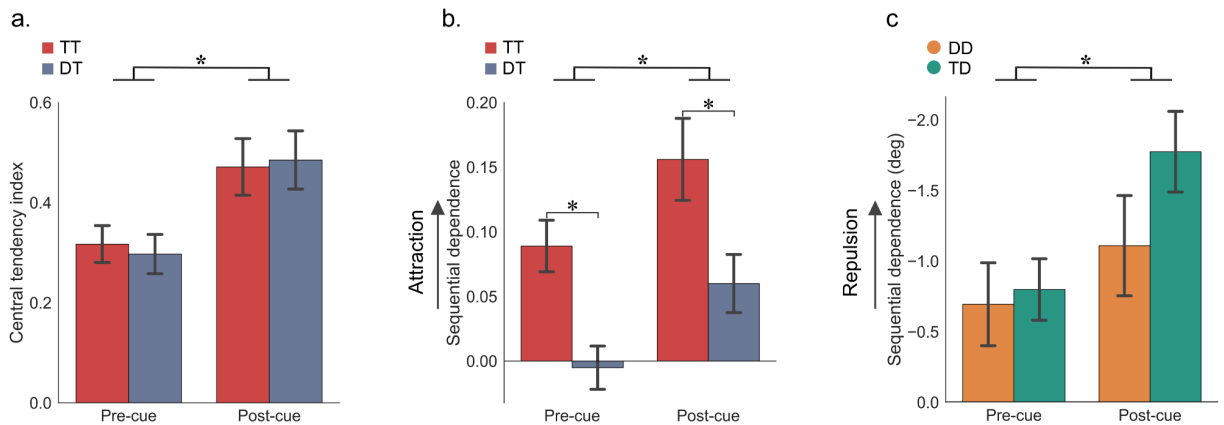 a.
TT
DT
*
Central tendency index
0.6
0.4
0.2
0.0
Pre-cue
Post-cue
b.
TT
DT
*
*
*
Attraction
Sequential dependence
0.20
0.15
0.10
0.05
0.00
Pre-cue
Post-cue
c
DD
TD
*
Repulsion
Sequential dependence (deg)
−2.0
−1.5
−1.0
−0.5
0.0
Pre-cue
Post-cue